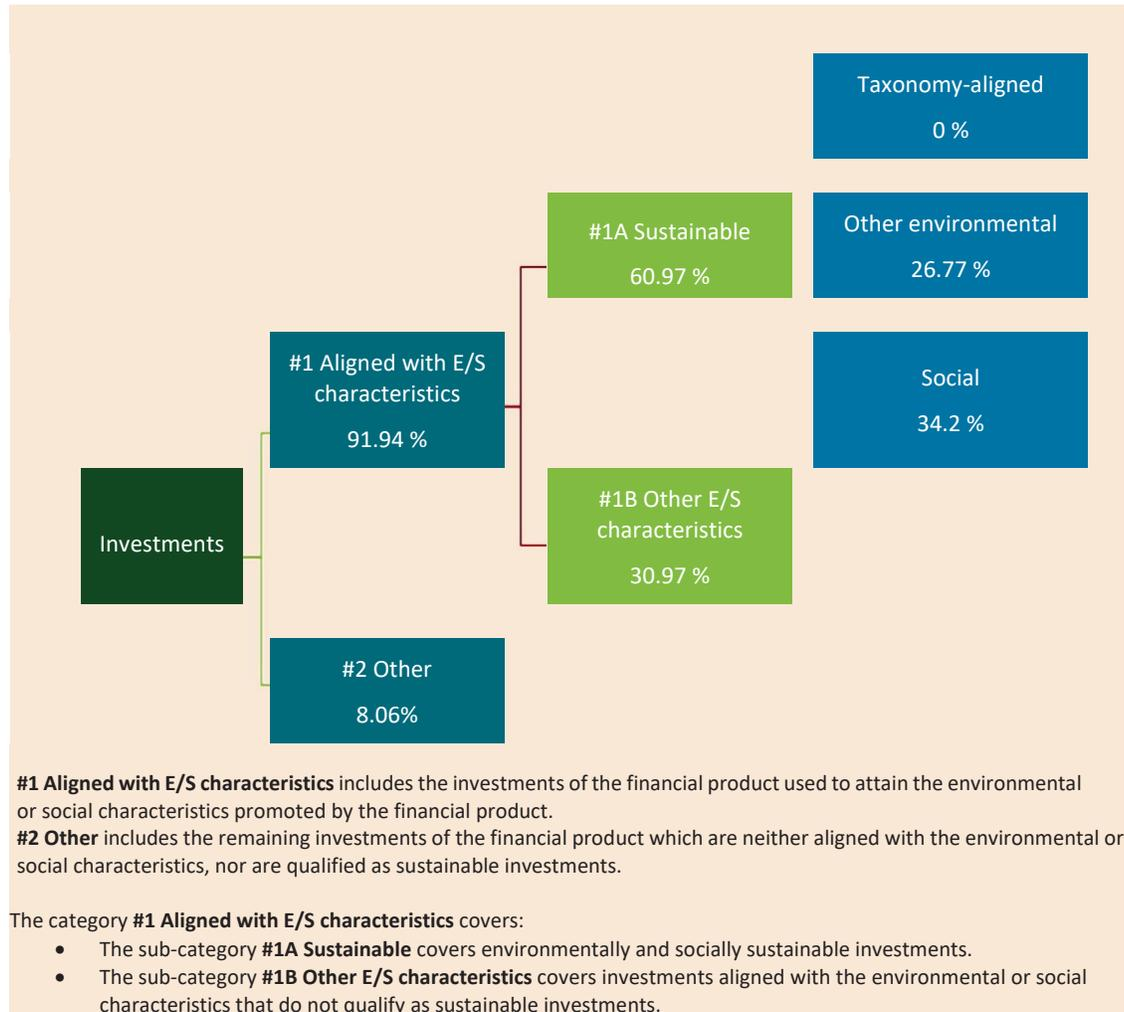 Taxonomy-aligned
0 %
#1A Sustainable
60.97 %
Other environmental
26.77 %
#1 Aligned with E/S
characteristics
91.94 %
Social
34.2 %
Investments
#1B Other E/S
characteristics
30.97 %
#2 Other
8.06%
#1 Aligned with E/S characteristics includes the investments of the financial product used to attain the environmental
or social characteristics promoted by the financial product.
#2 Other includes the remaining investments of the financial product which are neither aligned with the environmental or
social characteristics, nor are qualified as sustainable investments.
The category #1 Aligned with E/S characteristics covers:
• The sub-category #1A Sustainable covers environmentally and socially sustainable investments.
• The sub-category #1B Other E/S characteristics covers investments aligned with the environmental or social
characteristics that do not qualify as sustainable investments.